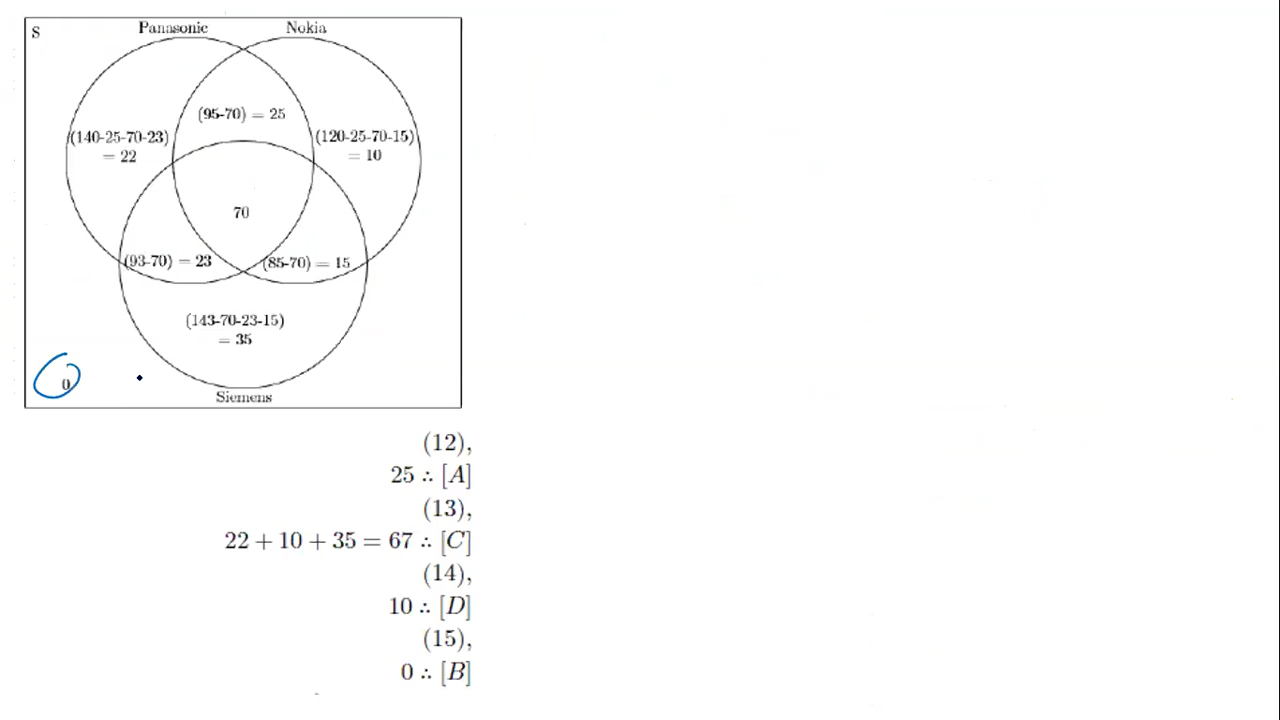 S
Panasonic
Nokia
(95-70) = 25
(140-25-70-23)
= 22
(120-25-70-15)
= 10
70
(93-70) = 23
(85-70) = 15
(143-70-23-15)
= 35
0
Siemens
(12),
25 ∴ [A]
(13),
22 + 10 + 35 = 67 ∴ [C]
(14),
10 ∴ [D]
(15),
0 ∴ [B]